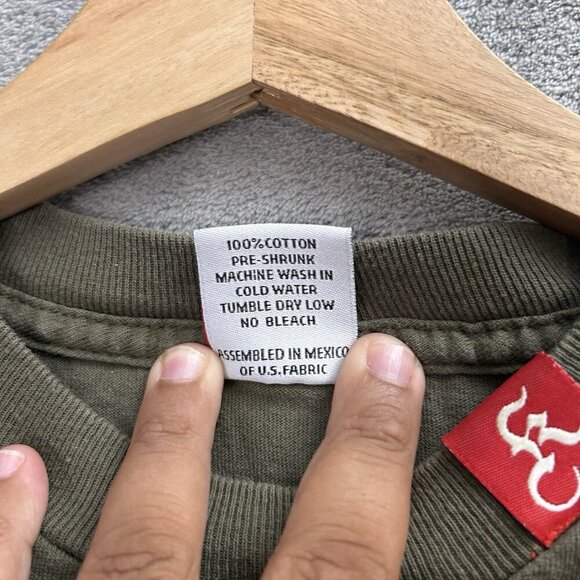 100%COTTON
PRE-SHRUNK
MACHINE WASH IN
COLD WATER
TUMBLE DRY LOW
NO BLEACH
ASSEMBLED IN MEXICO
OF U.S.FABRIC